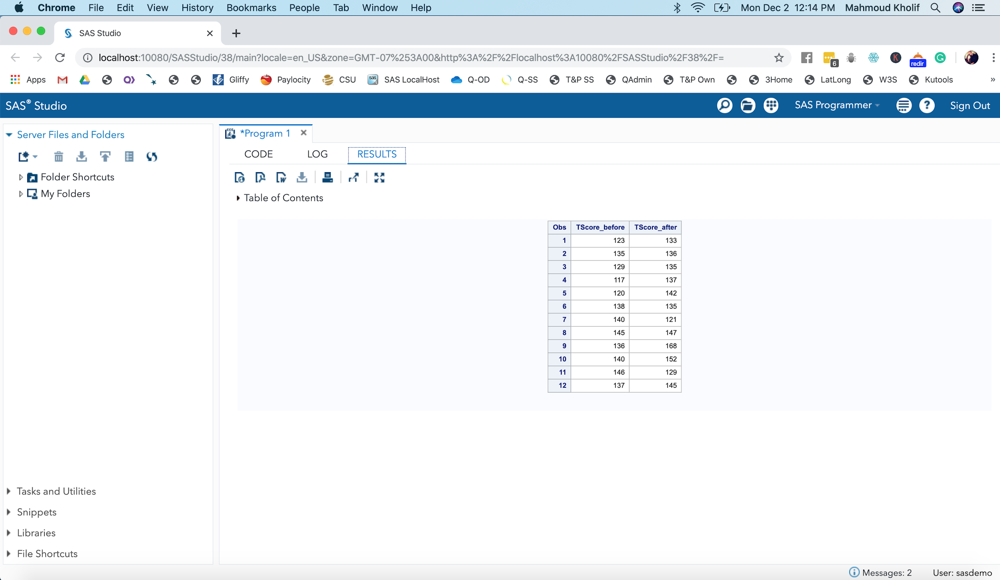 Chrome File Edit View History Bookmarks People Tab Window Help Mon Dec 2 12:14 PM Mahmoud Kholif
SAS Studio
localhost:10080/SASStudio/38/main?locale=en_US&zone=GMT-07%253A00&http%3A%2F%2Flocalhost%3A10080%2FSASStudio%2F38%2F=
6
K
redir
G
Apps Gliffy Paylocity CSU SAS LocalHost Q-OD Q-SS T&P SS QAdmin T&P Own 3Home LatLong W3S Kutools »
SAS® Studio SAS Programmer ? Sign Out
Server Files and Folders
Folder Shortcuts
My Folders
Tasks and Utilities
Snippets
Libraries
File Shortcuts
*Program 1
CODE LOG RESULTS
Table of Contents
Obs TScore_before TScore_after
1 123 133
2 135 136
3 129 135
4 117 137
5 120 142
6 138 135
7 140 121
8 145 147
9 136 168
10 140 152
11 146 129
12 137 145
Messages: 2 User: sasdemo